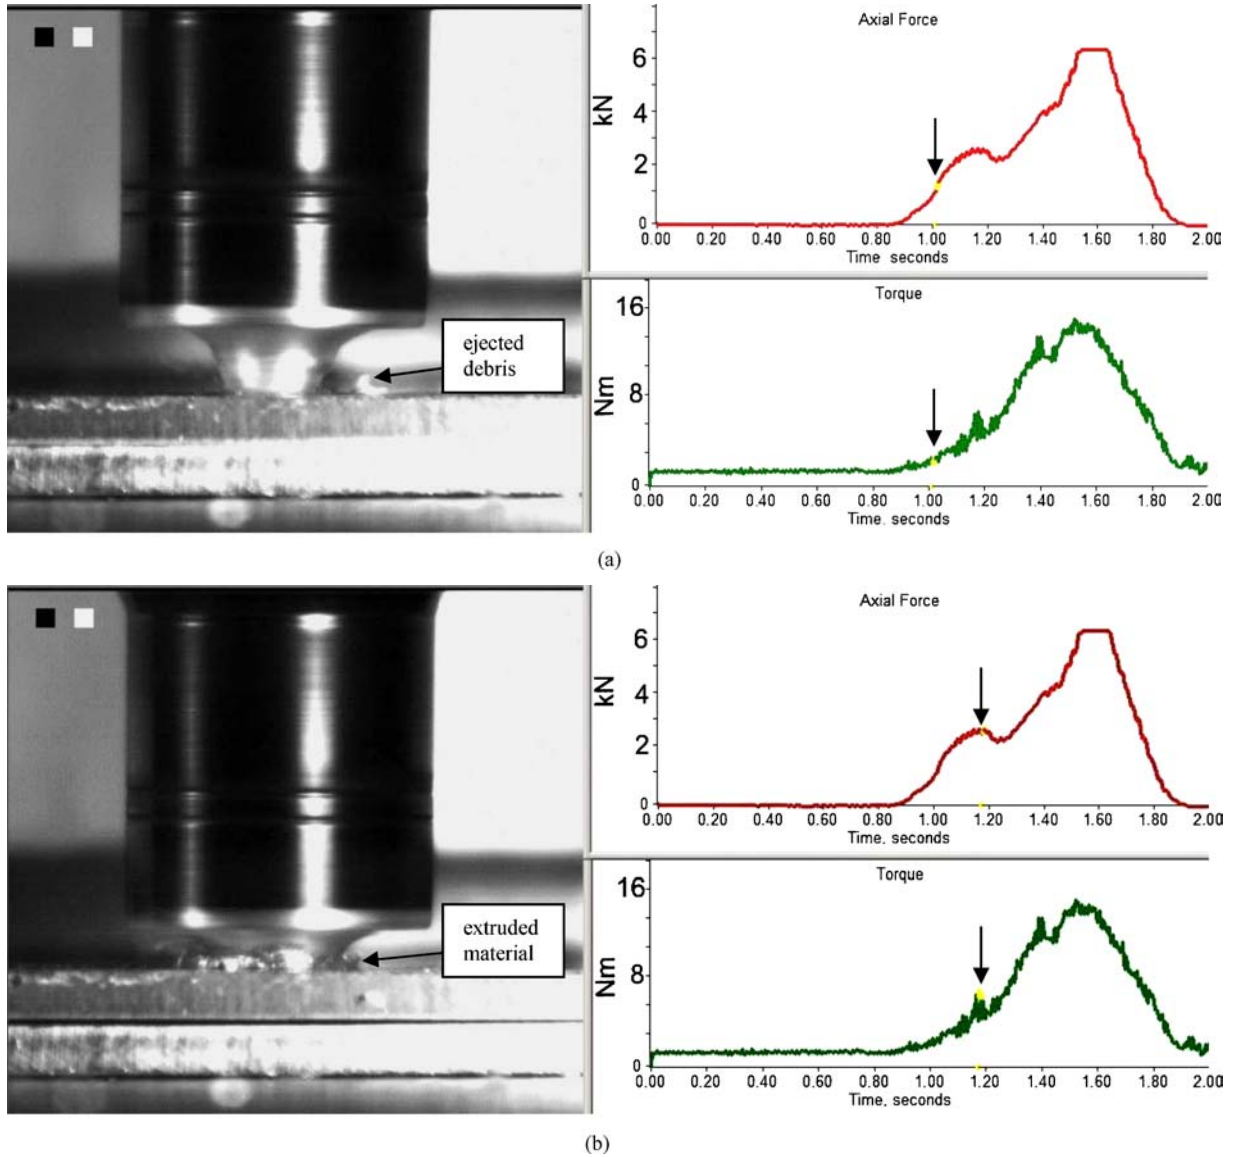 Axial Force
kN
6
4
2
0
0.00 0.20 0.40 0.60 0.80 1.00 1.20 1.40 1.60 1.80 2.00
Time seconds
ejected
debris
Torque
Nm
16
8
0
0.00 0.20 0.40 0.60 0.80 1.00 1.20 1.40 1.60 1.80 2.00
Time. seconds
(a)
Axial Force
kN
6
4
2
0
0.00 0.20 0.40 0.60 0.80 1.00 1.20 1.40 1.60 1.80 2.00
Time, seconds
extruded
material
Torque
Nm
16
8
0
0.00 0.20 0.40 0.60 0.80 1.00 1.20 1.40 1.60 1.80 2.00
Time, seconds
(b)